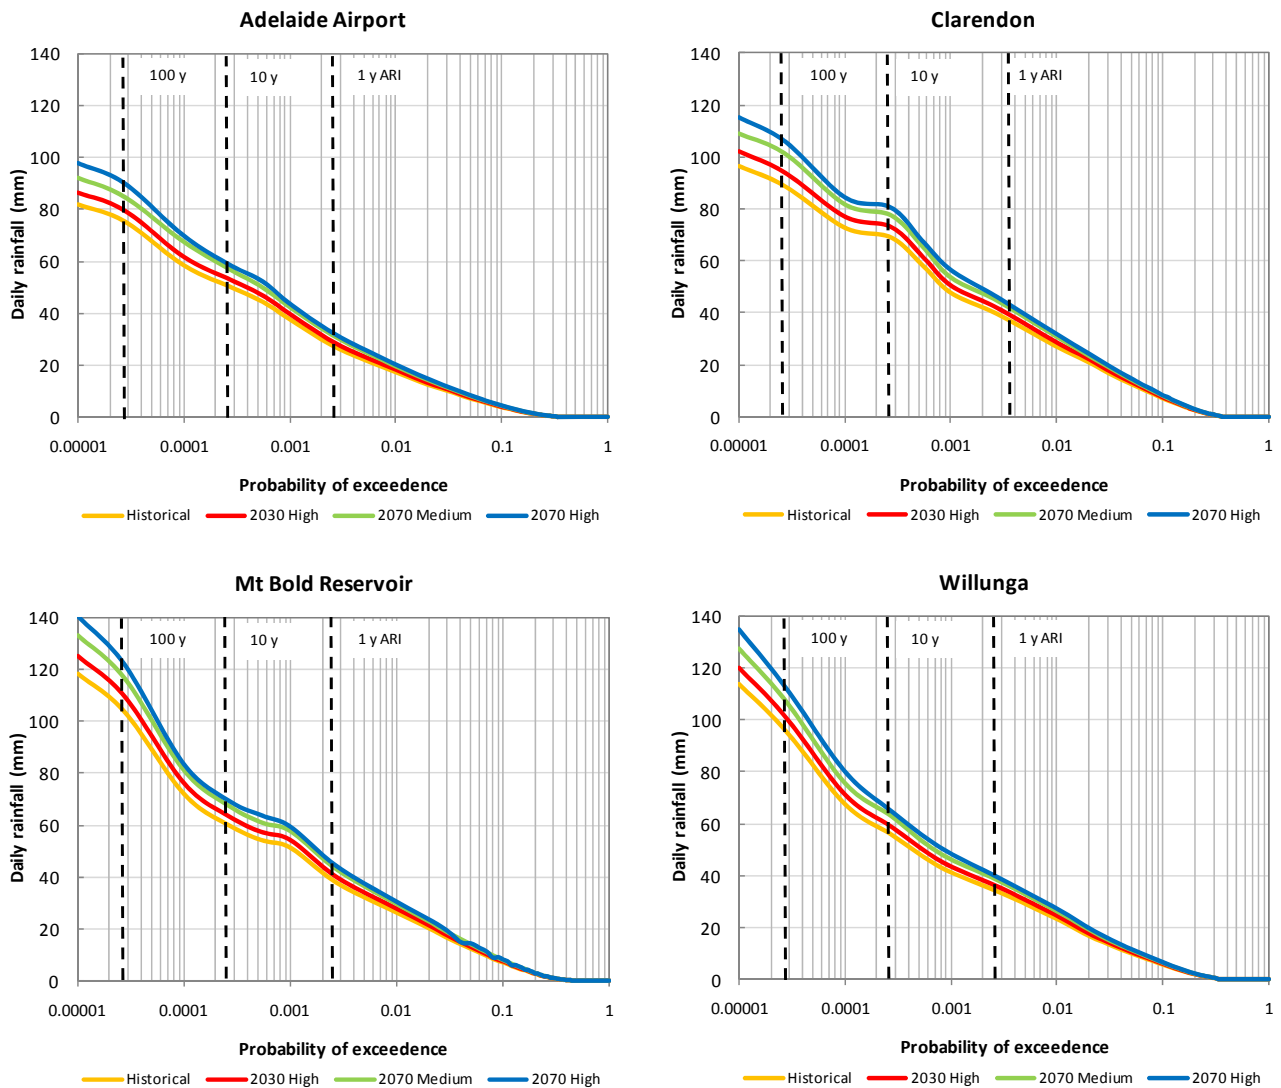 Adelaide Airport
140
120
100
80
60
40
20
0
Daily rainfall (mm)
100 y
10 y
1 y ARI
0.00001
0.0001
0.001
0.01
0.1
1
Probability of exceedence
Historical
2030 High
2070 Medium
2070 High
Clarendon
140
120
100
80
60
40
20
0
Daily rainfall (mm)
100 y
10 y
1 y ARI
0.00001
0.0001
0.001
0.01
0.1
1
Probability of exceedence
Historical
2030 High
2070 Medium
2070 High
Mt Bold Reservoir
140
120
100
80
60
40
20
0
Daily rainfall (mm)
100 y
10 y
1 y ARI
0.00001
0.0001
0.001
0.01
0.1
1
Probability of exceedence
Historical
2030 High
2070 Medium
2070 High
Willunga
140
120
100
80
60
40
20
0
Daily rainfall (mm)
100 y
10 y
1 y ARI
0.00001
0.0001
0.001
0.01
0.1
1
Probability of exceedence
Historical
2030 High
2070 Medium
2070 High